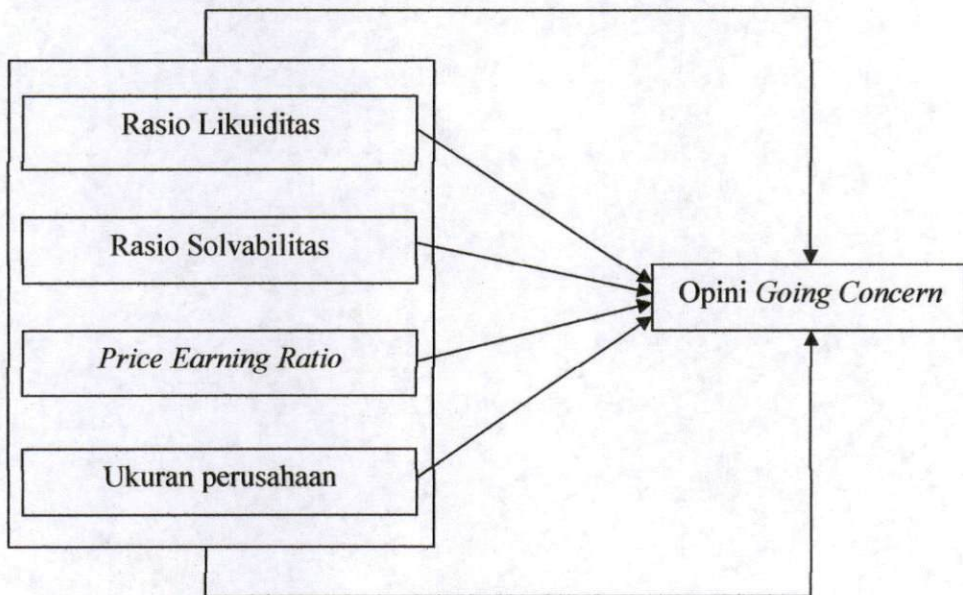 Rasio Likuiditas
Rasio Solvabilitas
Price Earning Ratio
Ukuran perusahaan
Opini Going Concern